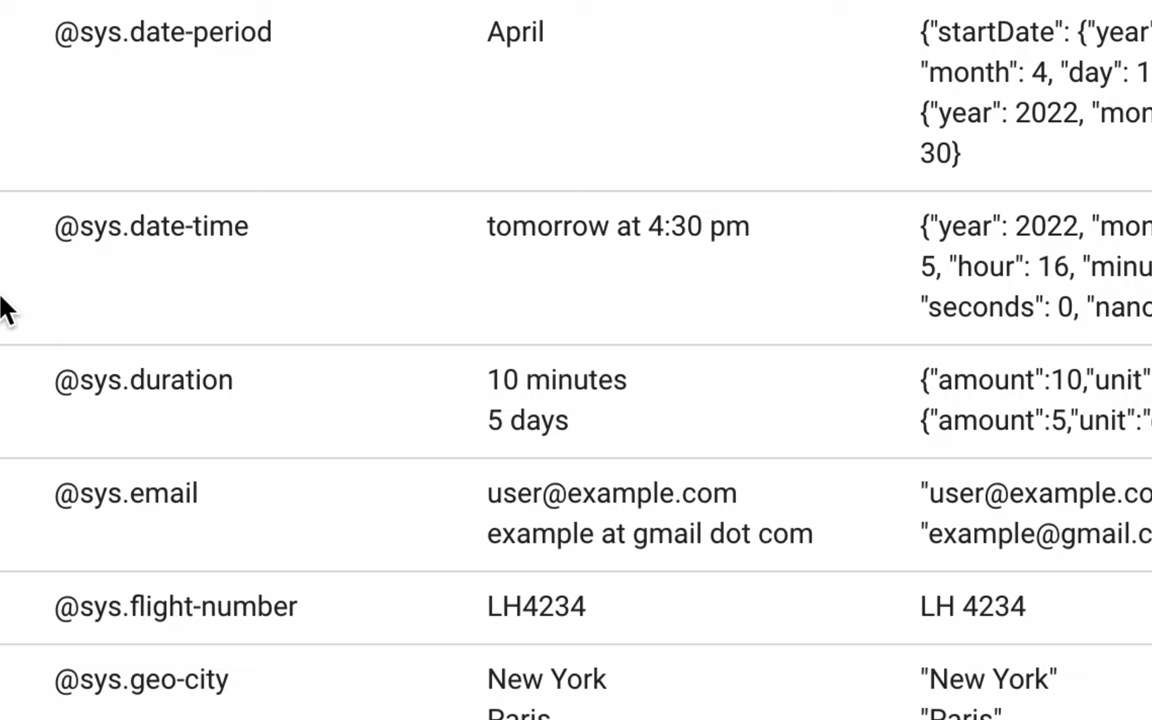 @sys.date-period April {"startDate": {"year"
"month": 4, "day": 1
{"year": 2022, "mon
30}
@sys.date-time tomorrow at 4:30 pm {"year": 2022, "mon
5, "hour": 16, "minu
"seconds": 0, "nano
@sys.duration 10 minutes {"amount":10,"unit"
5 days {"amount":5,"unit":"
@sys.email user@example.com "user@example.co
example at gmail dot com "example@gmail.c
@sys.flight-number LH4234 LH 4234
@sys.geo-city New York "New York"
Paris "Paris"